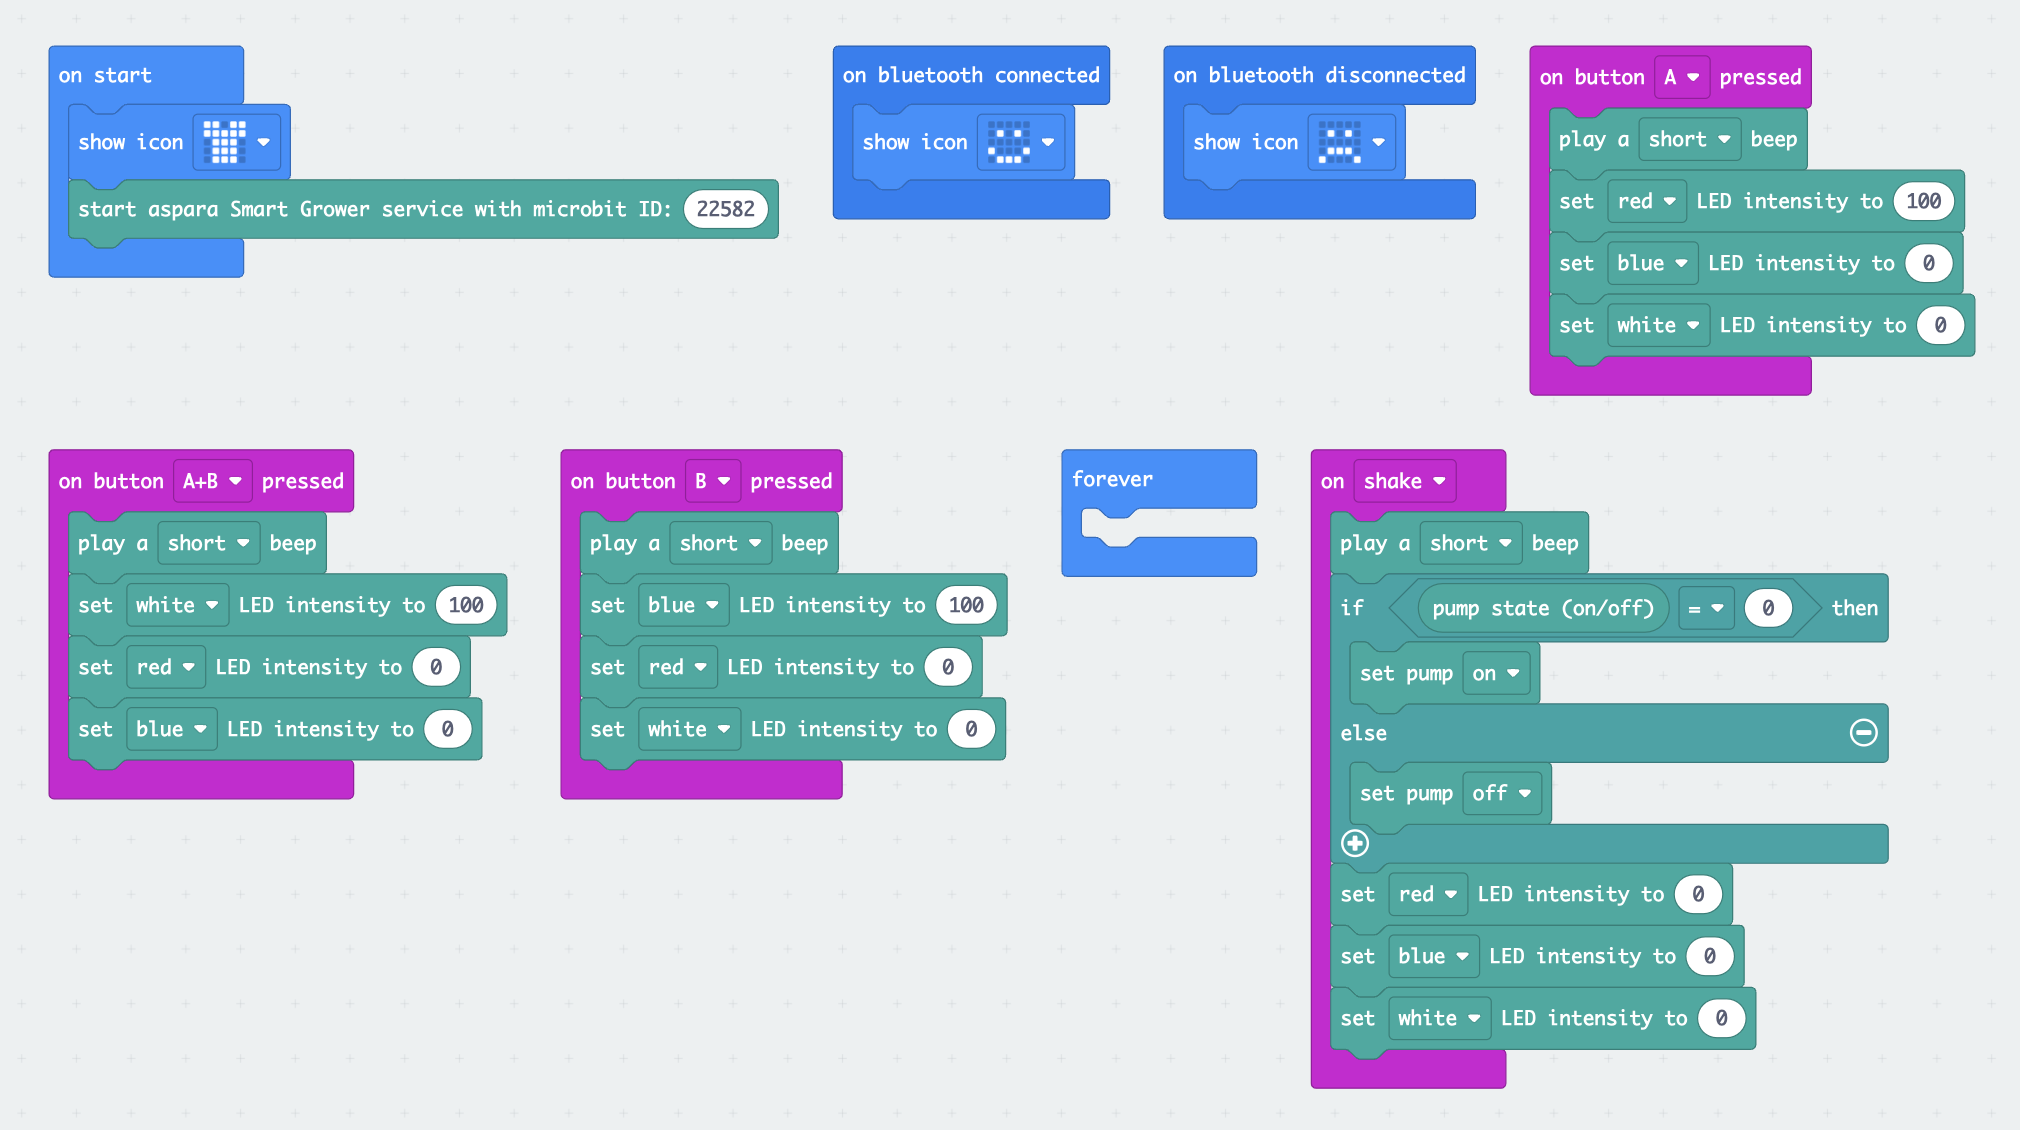 on start
show icon
start aspara Smart Grower service with microbit ID: 22582
on bluetooth connected
show icon
on bluetooth disconnected
show icon
on button A pressed
play a short beep
set red LED intensity to 100
set blue LED intensity to 0
set white LED intensity to 0
on button A+B pressed
play a short beep
set white LED intensity to 100
set red LED intensity to 0
set blue LED intensity to 0
on button B pressed
play a short beep
set blue LED intensity to 100
set red LED intensity to 0
set white LED intensity to 0
forever
on shake
play a short beep
if pump state (on/off) = 0 then
set pump on
else
set pump off
set red LED intensity to 0
set blue LED intensity to 0
set white LED intensity to 0